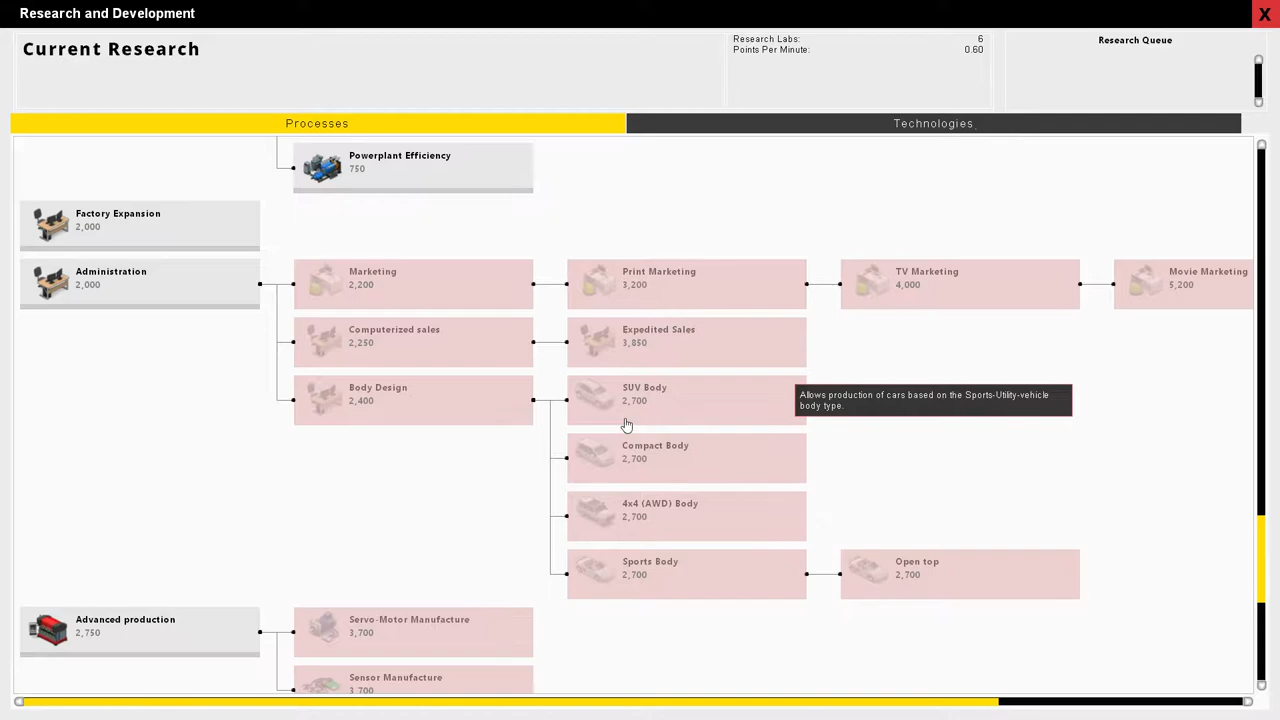 Research and Development
X
Current Research
Research Labs: 6
Points Per Minute: 0.60
Research Queue
Processes
Technologies
Powerplant Efficiency
750
Factory Expansion
2,000
Administration
2,000
Marketing
2,200
Print Marketing
3,200
TV Marketing
4,000
Movie Marketing
5,200
Computerized sales
2,250
Expedited Sales
3,850
Body Design
2,400
SUV Body
2,700
Allows production of cars based on the Sports-Utility-vehicle
body type.
Compact Body
2,700
4x4 (AWD) Body
2,700
Sports Body
2,700
Open top
2,700
Advanced production
2,750
Servo-Motor Manufacture
3,700
Sensor Manufacture
3,700